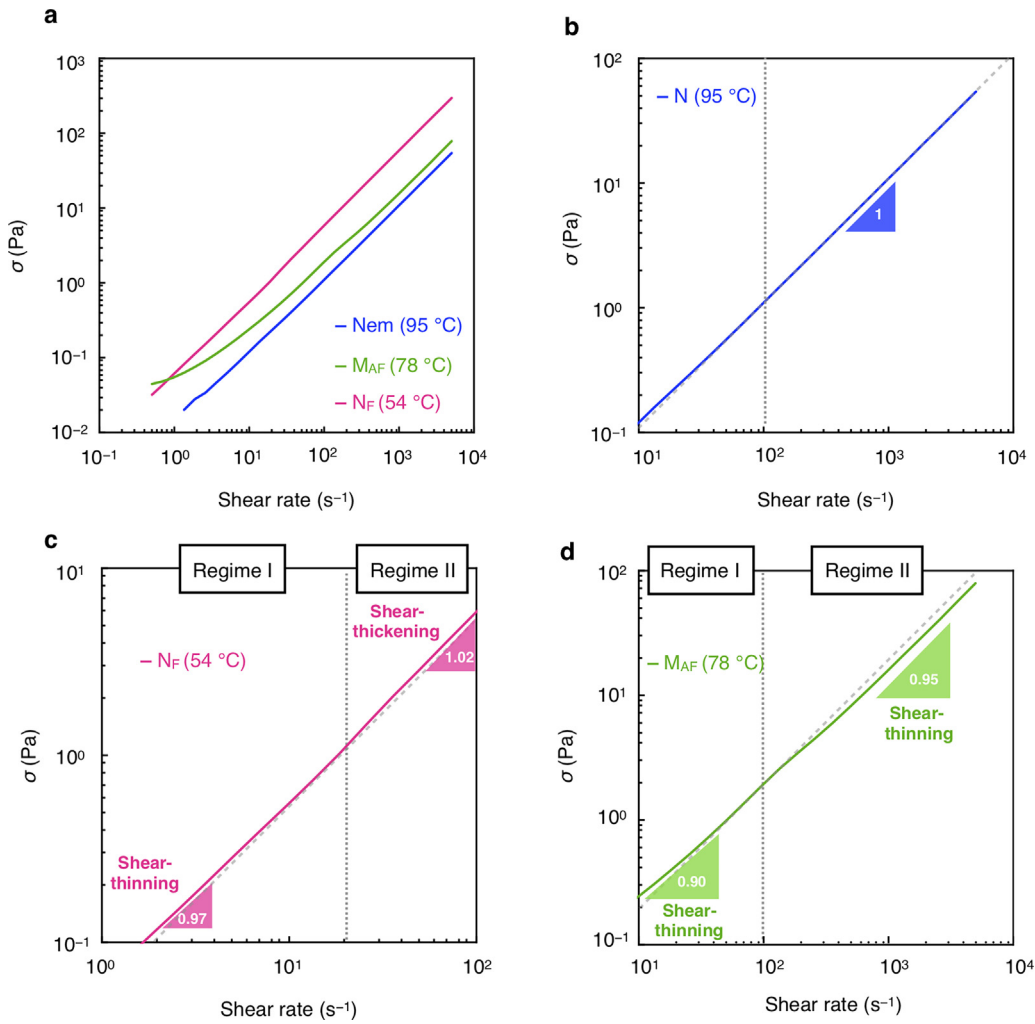 a
10³
10²
10¹
10⁰
10⁻¹
10⁻²
σ (Pa)
– Nem (95 °C)
– M_AF (78 °C)
– N_F (54 °C)
10⁻¹ 10⁰ 10¹ 10² 10³ 10⁴
Shear rate (s⁻¹)
b
10²
10¹
10⁰
10⁻¹
σ (Pa)
– N (95 °C)
1
10¹ 10² 10³ 10⁴
Shear rate (s⁻¹)
c
Regime I Regime II
10¹
10⁰
10⁻¹
σ (Pa)
Shear-
thickening
– N_F (54 °C)
1.02
Shear-
thinning
0.97
10⁰ 10¹ 10²
Shear rate (s⁻¹)
d
Regime I Regime II
10²
10¹
10⁰
10⁻¹
σ (Pa)
– M_AF (78 °C)
0.95
Shear-
thinning
0.90
Shear-
thinning
10¹ 10² 10³ 10⁴
Shear rate (s⁻¹)